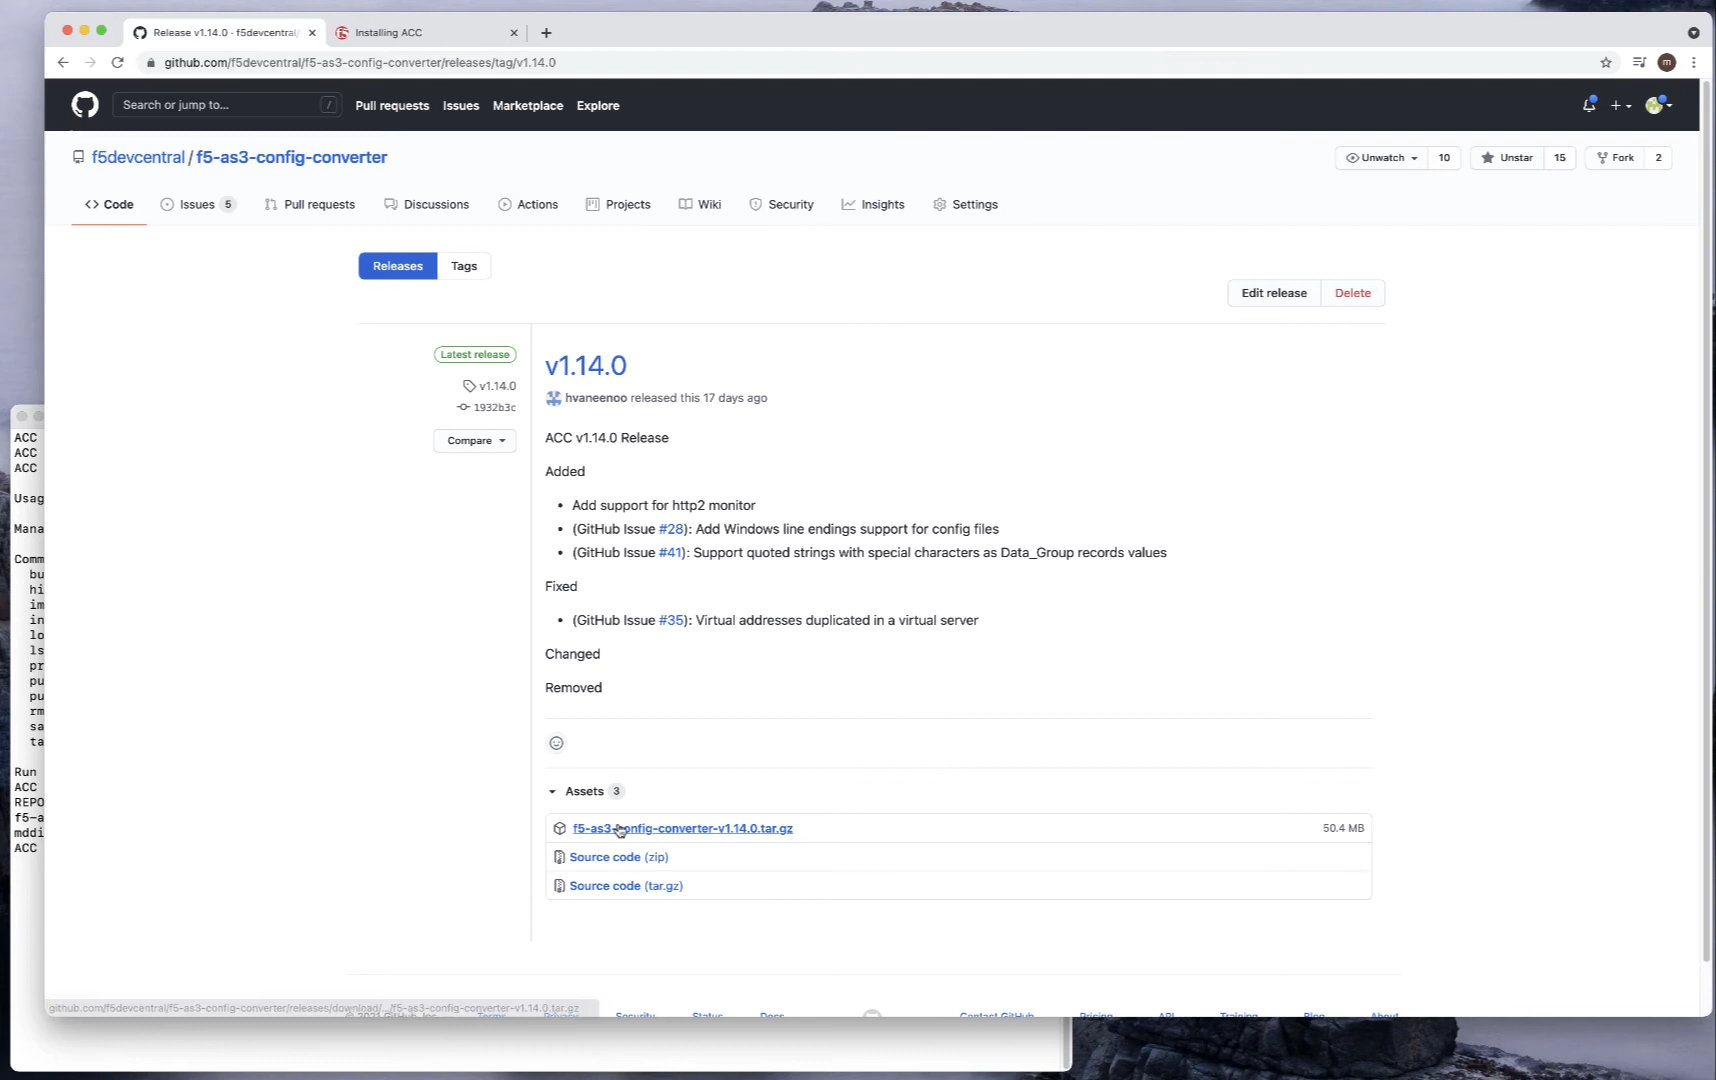 Release v1.14.0 · f5devcentral/
Installing ACC
github.com/f5devcentral/f5-as3-config-converter/releases/tag/v1.14.0
m
Search or jump to...
/
Pull requests
Issues
Marketplace
Explore
f5devcentral / f5-as3-config-converter
Unwatch
10
Unstar
15
Fork
2
Code
Issues 5
Pull requests
Discussions
Actions
Projects
Wiki
Security
Insights
Settings
Releases
Tags
Edit release
Delete
Latest release
v1.14.0
1932b3c
Compare
v1.14.0
hvaneenoo released this 17 days ago
ACC v1.14.0 Release
Added
• Add support for http2 monitor
• (GitHub Issue #28): Add Windows line endings support for config files
• (GitHub Issue #41): Support quoted strings with special characters as Data_Group records values
Fixed
• (GitHub Issue #35): Virtual addresses duplicated in a virtual server
Changed
Removed
Assets 3
f5-as3-config-converter-v1.14.0.tar.gz
50.4 MB
Source code (zip)
Source code (tar.gz)
github.com/f5devcentral/f5-as3-config-converter/releases/download/.../f5-as3-config-converter-v1.14.0.tar.gz
© 2021 GitHub, Inc.
Terms
Privacy
Security
Status
Docs
Contact GitHub
Pricing
API
Training
Blog
About
ACC
ACC
ACC
Usag
Mana
Comm
bu
hi
im
in
lo
ls
pr
pu
pu
rm
sa
ta
Run
ACC
REPO
f5-a
mddi
ACC